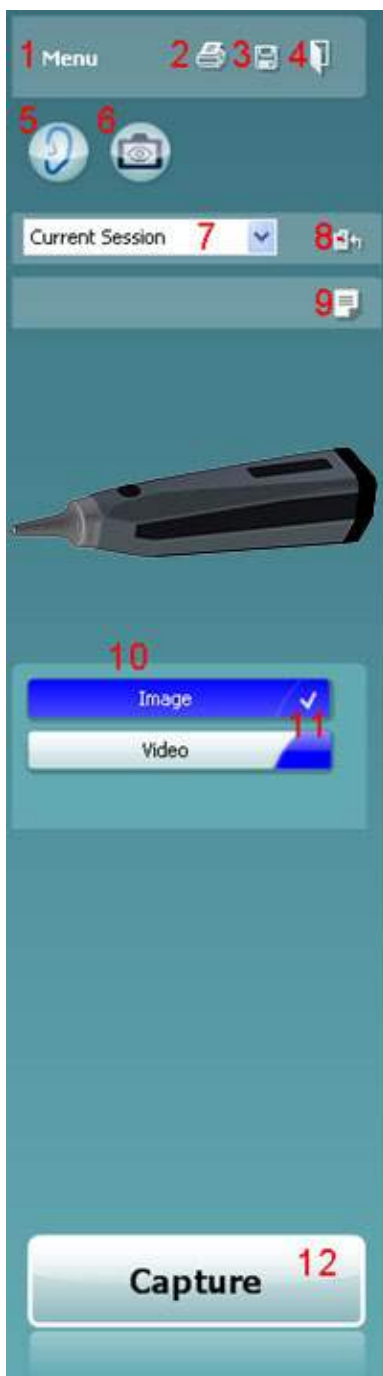 1 Menu 2 3 4
5 6
Current Session 7 8
9
10
Image
11
Video
12
Capture